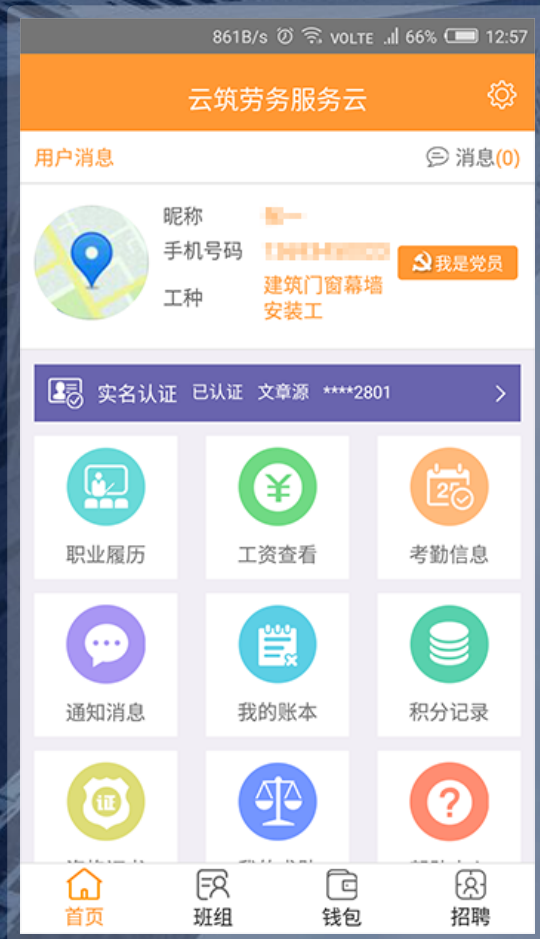 861B/s VOLTE 66% 12:57
云筑劳务服务云
用户消息 消息(0)
昵称
手机号码
我是党员
工种 建筑门窗幕墙
安装工
实名认证 已认证 文章源 ****2801
职业履历 工资查看 考勤信息
通知消息 我的账本 积分记录
证
首页 班组 钱包 招聘